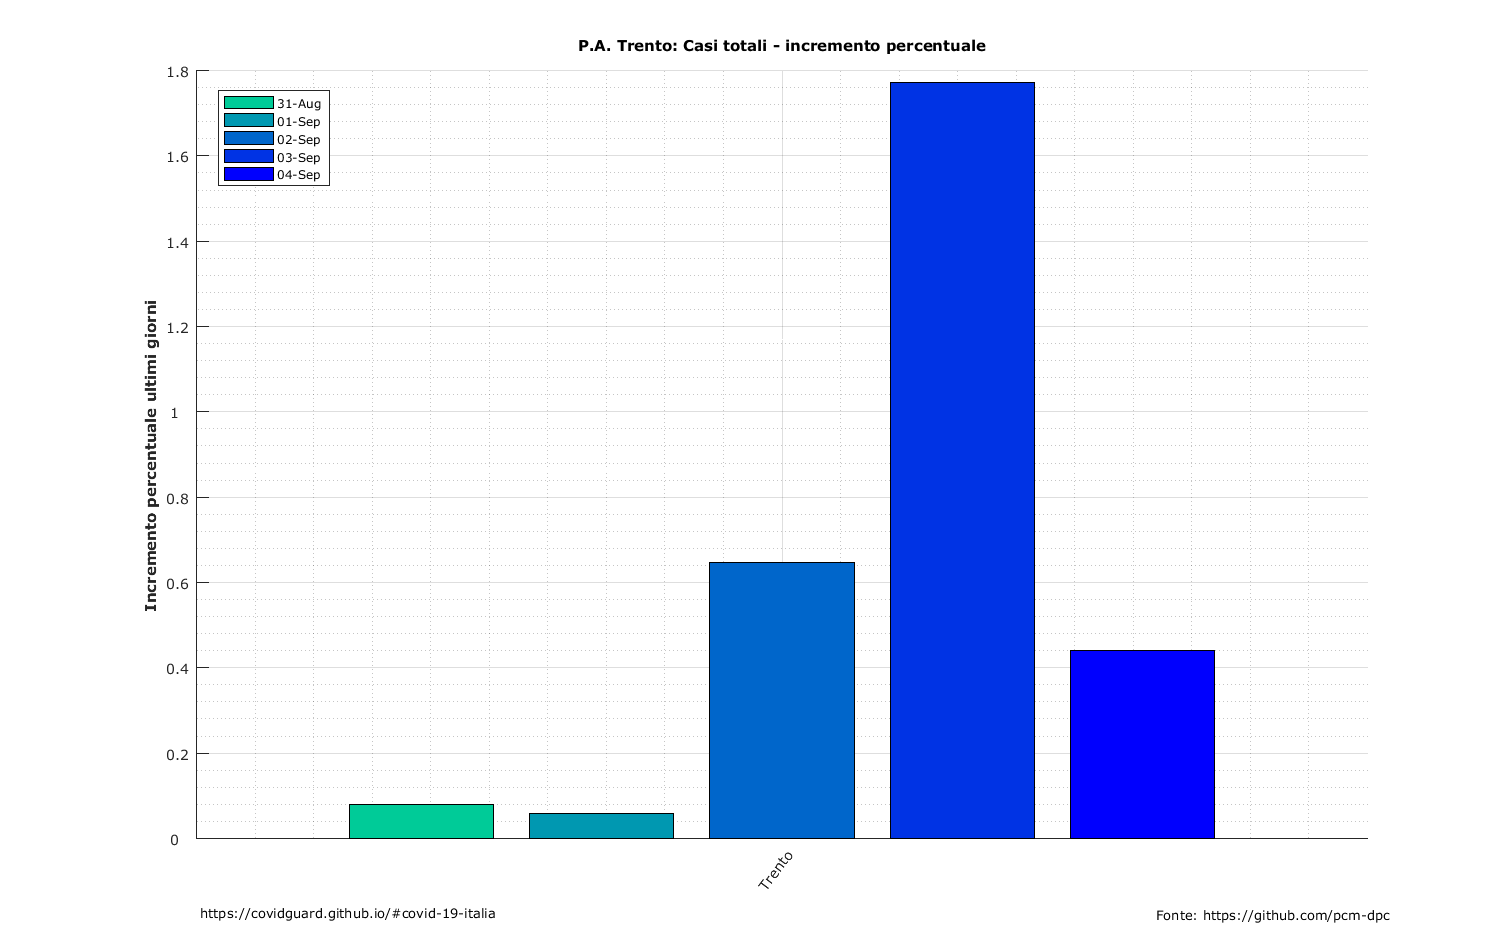 P.A. Trento: Casi totali - incremento percentuale
1.8
1.6
1.4
1.2
1
0.8
0.6
0.4
0.2
0
Incremento percentuale ultimi giorni
31-Aug
01-Sep
02-Sep
03-Sep
04-Sep
Trento
https://covidguard.github.io/#covid-19-italia
Fonte: https://github.com/pcm-dpc